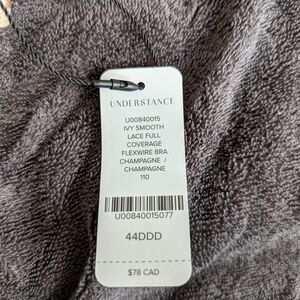 UNDERSTANCE
U00840015
IVY SMOOTH
LACE FULL
COVERAGE
FLEXWIRE BRA
CHAMPAGNE /
CHAMPAGNE
110
U00840015077
44DDD
$78 CAD